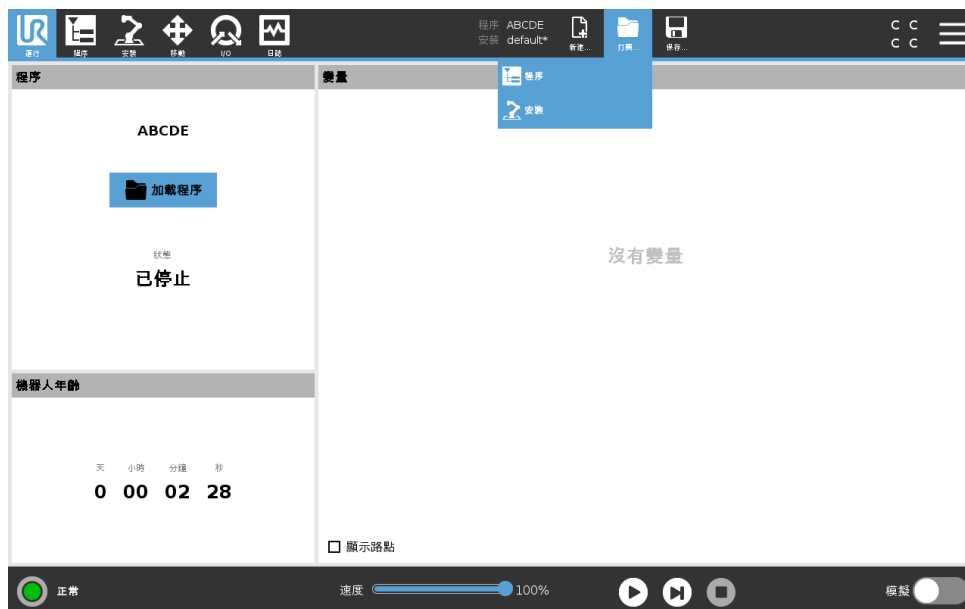 運行
程序
安裝
移動
I/O
日誌
程序 ABCDE
安裝 default*
新建...
打開...
保存...
C C
C C
程序
安裝
程序
ABCDE
加載程序
狀態
已停止
機器人年齡
天 小時 分鐘 秒
0 00 02 28
變量
沒有變量
顯示路點
正常
速度 100%
模擬